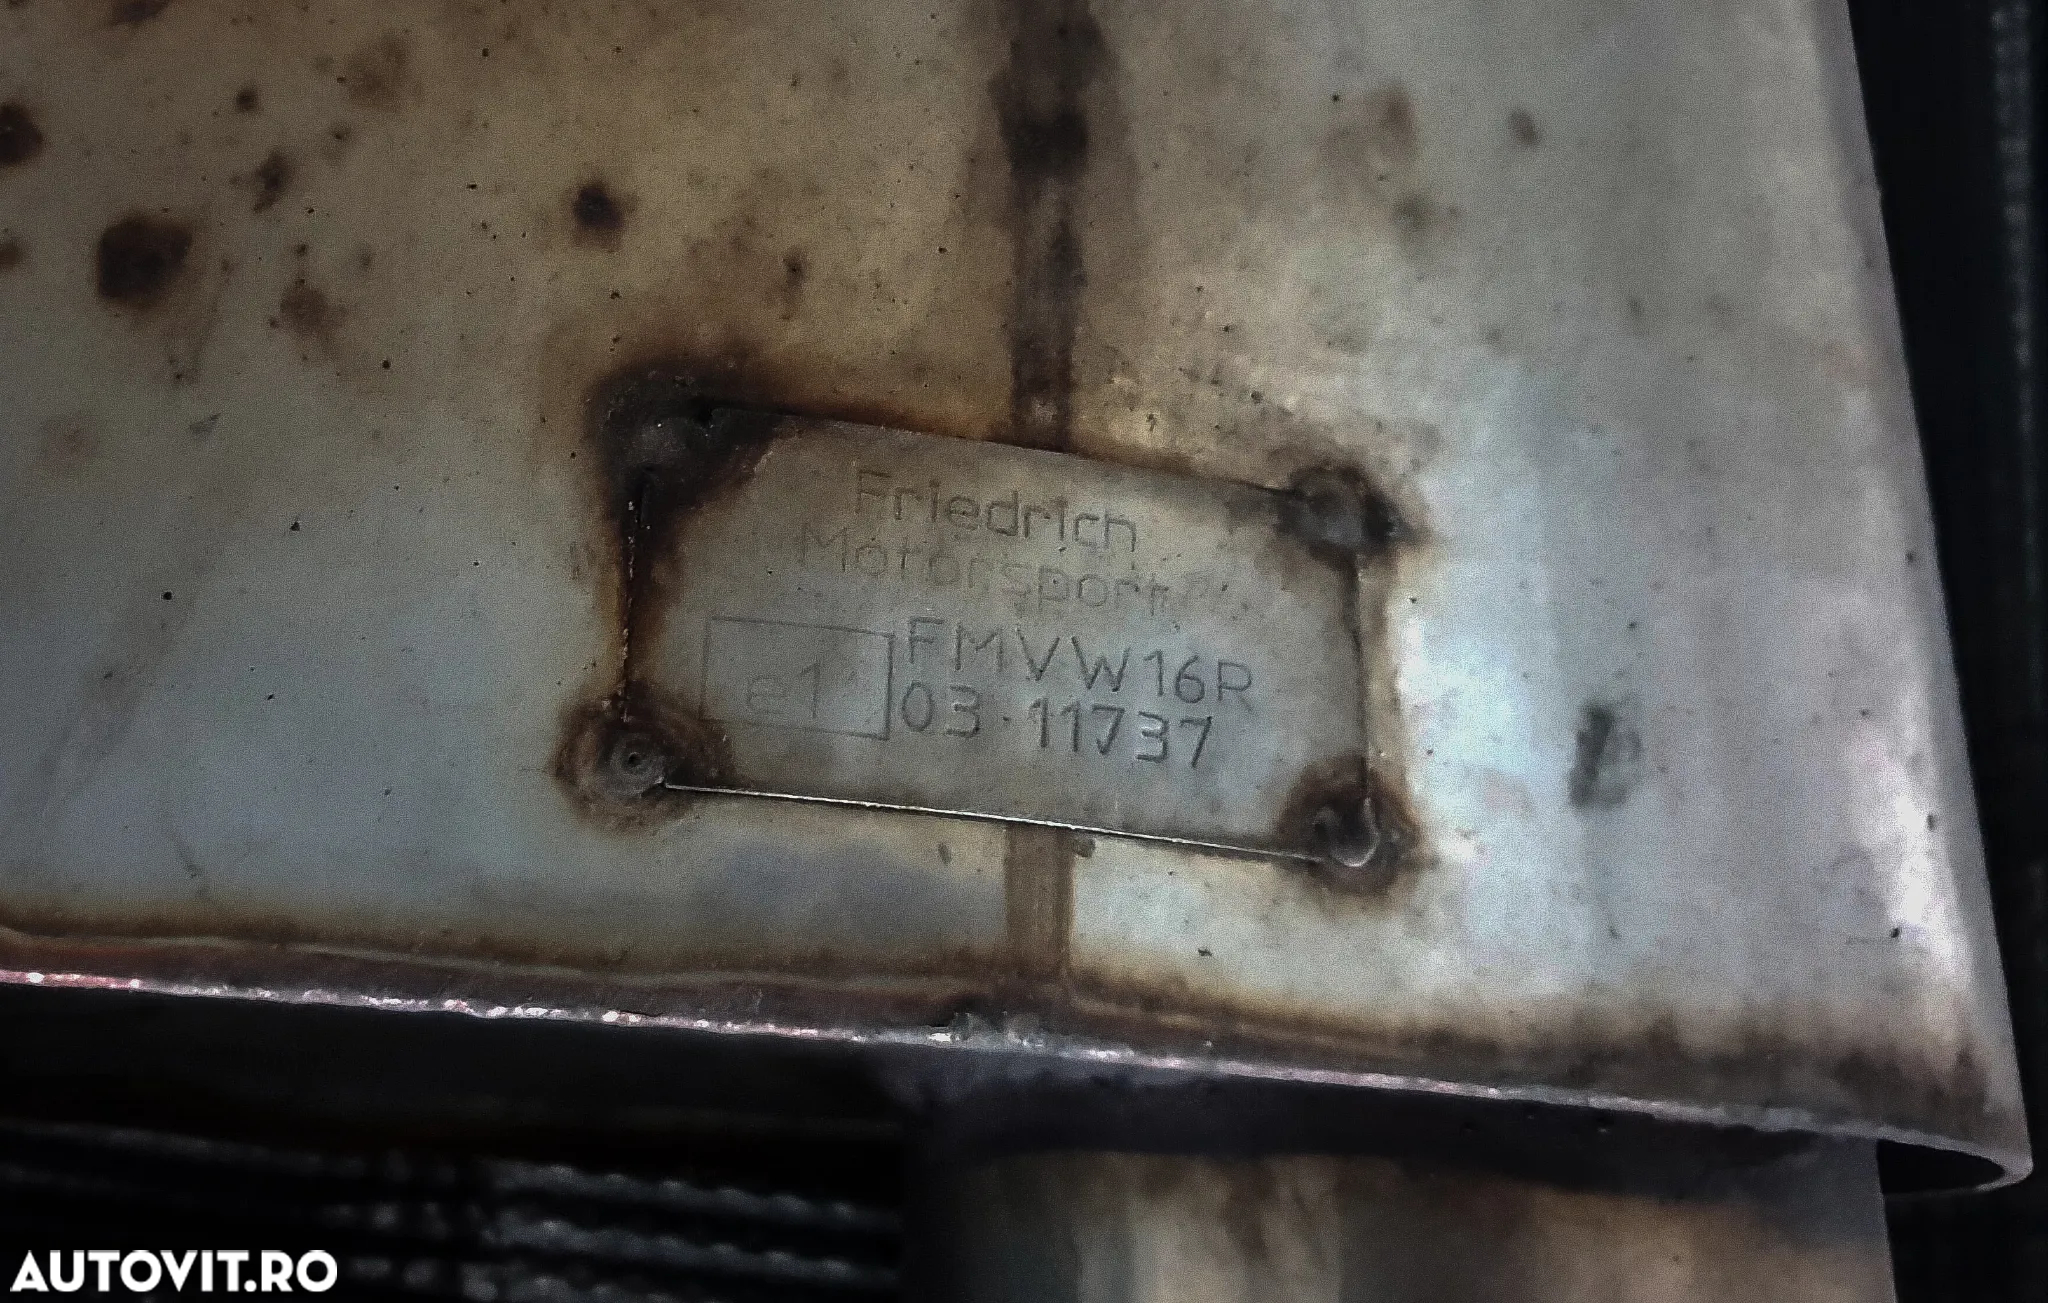 Friedrich
Motorsport
e1 FMVW16R
03·11737
AUTOVIT.RO